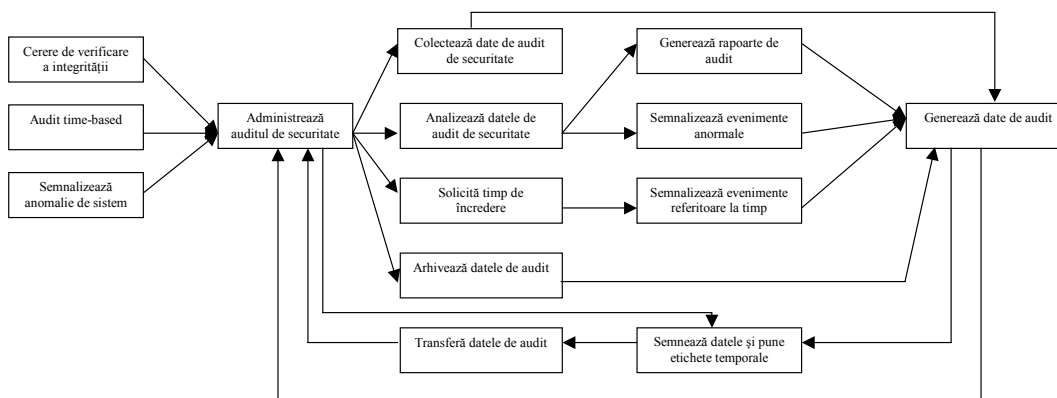 Cerere de verificare
a integrității
Audit time-based
Semnalizează
anomalie de sistem
Administrează
auditul de securitate
Colectează date de audit
de securitate
Analizează datele de
audit de securitate
Solicită timp de
încredere
Arhivează datele de audit
Transferă datele de audit
Generează rapoarte de
audit
Semnalizează evenimente
anormale
Semnalizează evenimente
referitoare la timp
Semnează datele și pune
etichete temporale
Generează date de audit